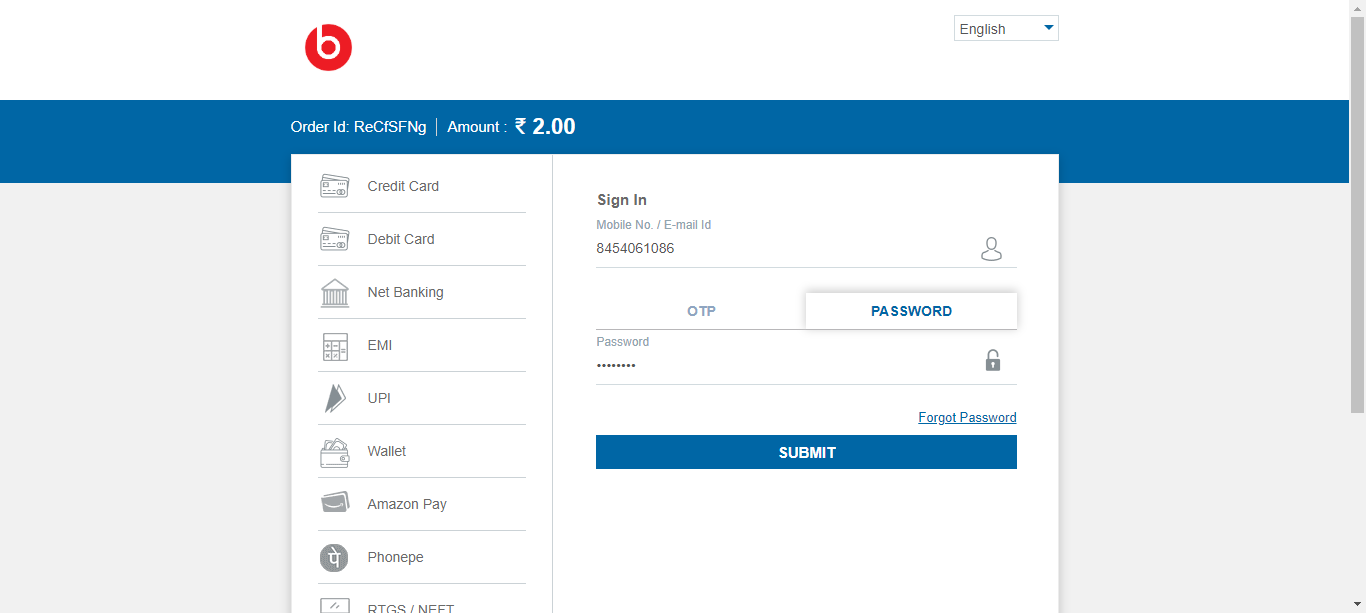 b
English
Order Id: ReCfSFNg | Amount : ₹ 2.00
Credit Card
Debit Card
Net Banking
EMI
UPI
Wallet
Amazon Pay
पे
Phonepe
RTGS / NEFT
Sign In
Mobile No. / E-mail Id
8454061086
OTP
PASSWORD
Password
••••••••
Forgot Password
SUBMIT